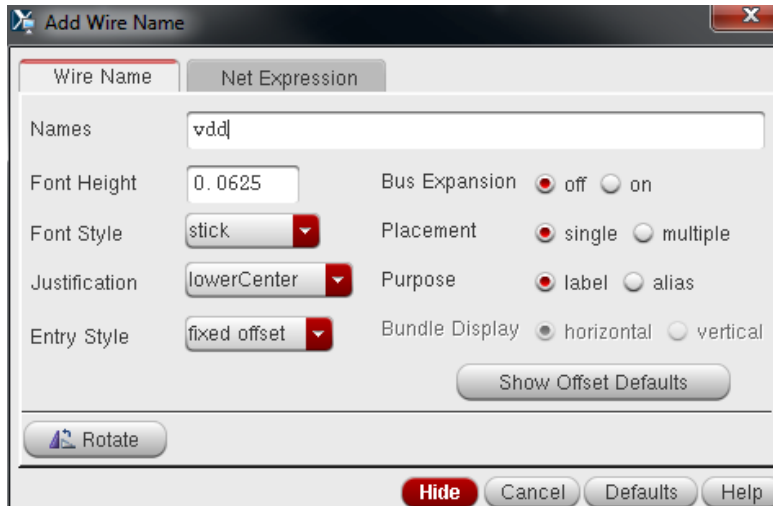 Add Wire Name
Wire Name Net Expression
Names vdd
Font Height 0.0625 Bus Expansion off on
Font Style stick Placement single multiple
Justification lowerCenter Purpose label alias
Entry Style fixed offset Bundle Display horizontal vertical
Show Offset Defaults
Rotate
Hide Cancel Defaults Help